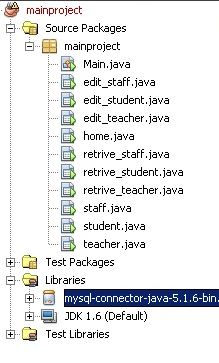 mainproject
Source Packages
mainproject
Main.java
edit_staff.java
edit_student.java
edit_teacher.java
home.java
retrive_staff.java
retrive_student.java
retrive_teacher.java
staff.java
student.java
teacher.java
Test Packages
Libraries
mysql-connector-java-5.1.6-bin.
JDK 1.6 (Default)
Test Libraries